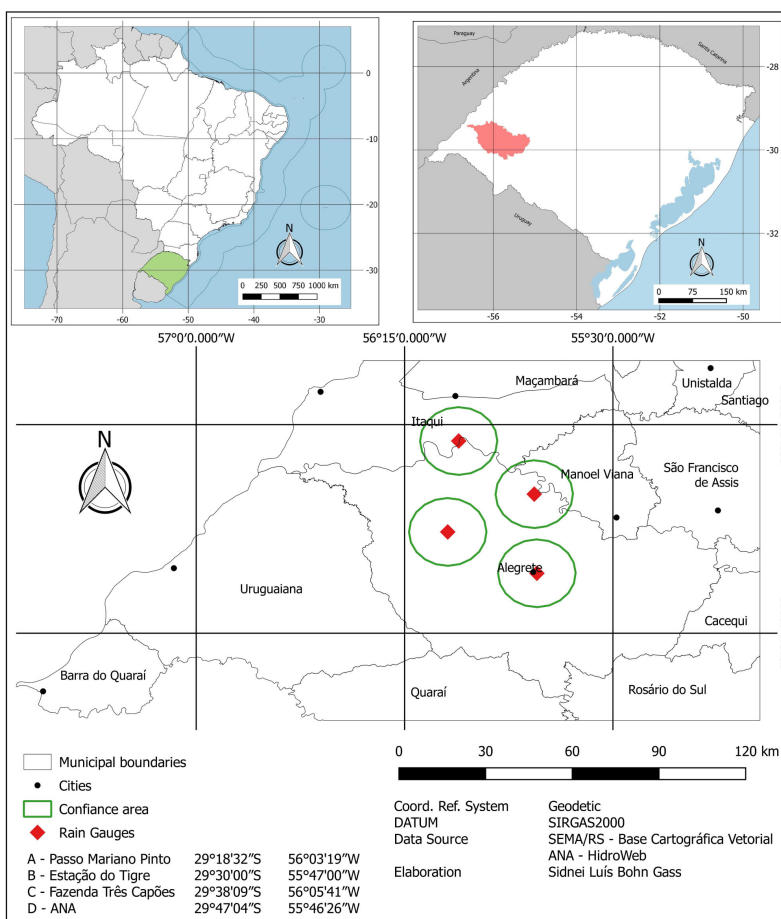 Paraguay
Argentina
Santa Catarina
Uruguay
0
-10
-20
-30
-70
-60
-50
-40
-30
N
0 250 500 750 1000 km
-28
-30
-32
-56
-54
-52
-50
N
0 75 150 km
57°0'0.000"W
56°15'0.000"W
55°30'0.000"W
N
Maçambará
Unistalda
Santiago
Itaqui
Manoel Viana
São Francisco
de Assis
Alegrete
Uruguaiana
Cacequi
Barra do Quaraí
Quaraí
Rosário do Sul
Municipal boundaries
Cities
Confiance area
Rain Gauges
A - Passo Mariano Pinto 29°18'32"S 56°03'19"W
B - Estação do Tigre 29°30'00"S 55°47'00"W
C - Fazenda Três Capões 29°38'09"S 56°05'41"W
D - ANA 29°47'04"S 55°46'26"W
0 30 60 90 120 km
Coord. Ref. System Geodetic
DATUM SIRGAS2000
Data Source SEMA/RS - Base Cartográfica Vetorial
ANA - HidroWeb
Elaboration Sidnei Luís Bohn Gass